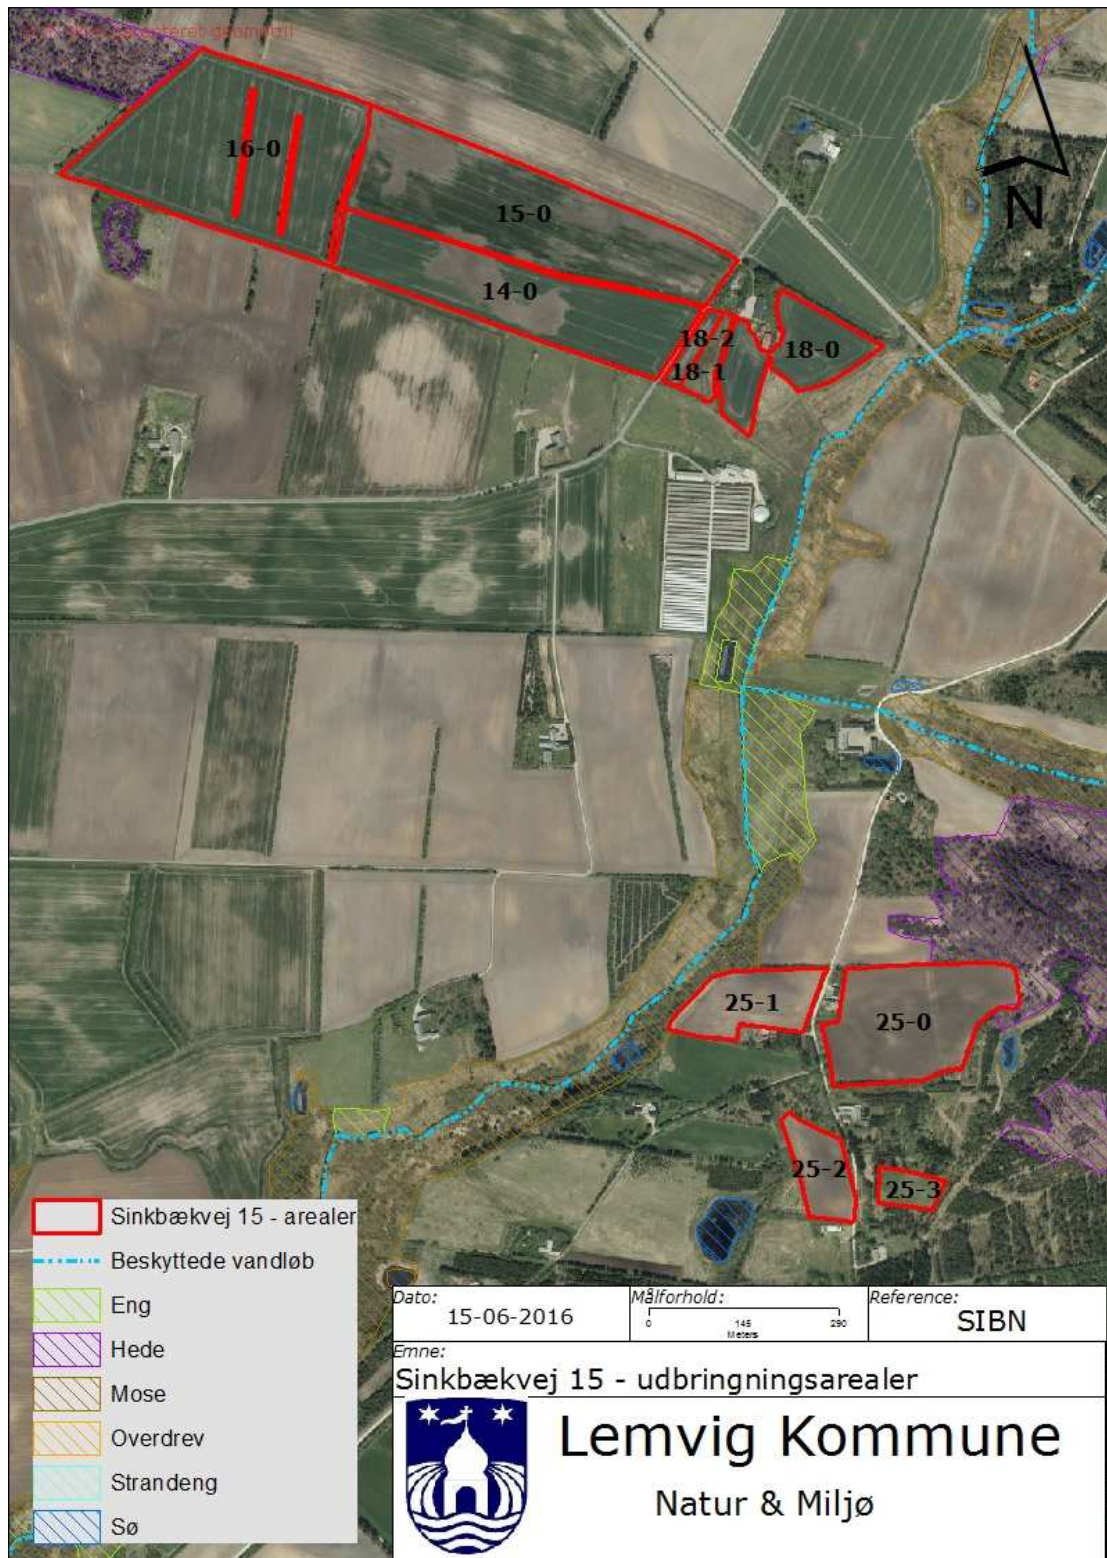 16-0
15-0
14-0
18-2
18-0
18-1
N
25-1
25-0
25-2
25-3
Sinkbækvej 15 - arealer
Beskyttede vandløb
Eng
Hede
Mose
Overdrev
Strandeng
Sø
Dato:
15-06-2016
Målforhold:
0 145 290
Meters
Reference:
SIBN
Emne:
Sinkbækvej 15 - udbringningsarealer
Lemvig Kommune
Natur & Miljø